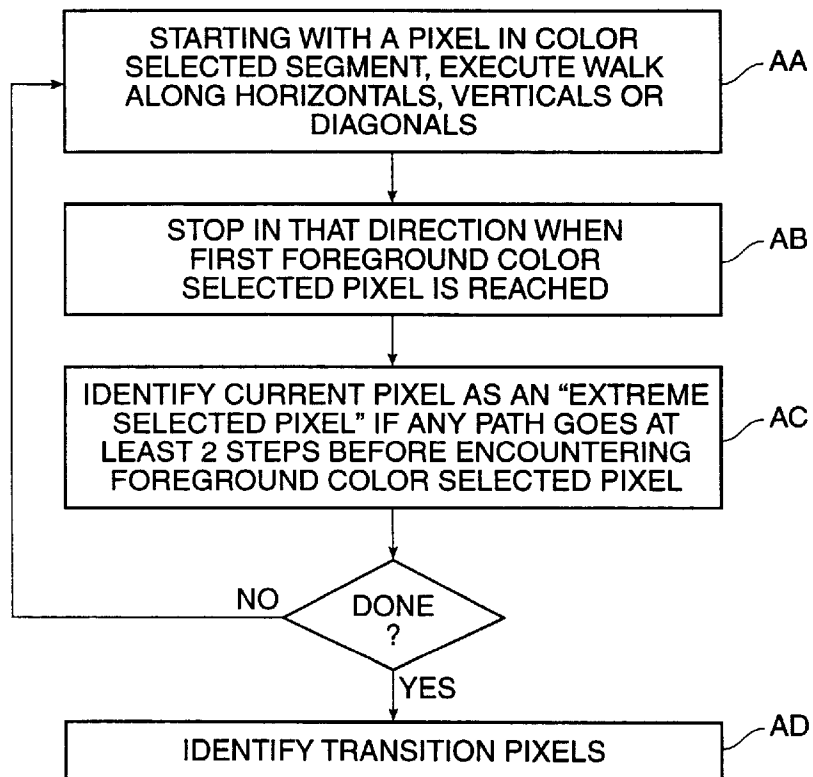 STARTING WITH A PIXEL IN COLOR
SELECTED SEGMENT, EXECUTE WALK
ALONG HORIZONTALS, VERTICALS OR
DIAGONALS
AA
STOP IN THAT DIRECTION WHEN
FIRST FOREGROUND COLOR
SELECTED PIXEL IS REACHED
AB
IDENTIFY CURRENT PIXEL AS AN “EXTREME
SELECTED PIXEL” IF ANY PATH GOES AT
LEAST 2 STEPS BEFORE ENCOUNTERING
FOREGROUND COLOR SELECTED PIXEL
AC
NO
DONE
?
YES
IDENTIFY TRANSITION PIXELS
AD